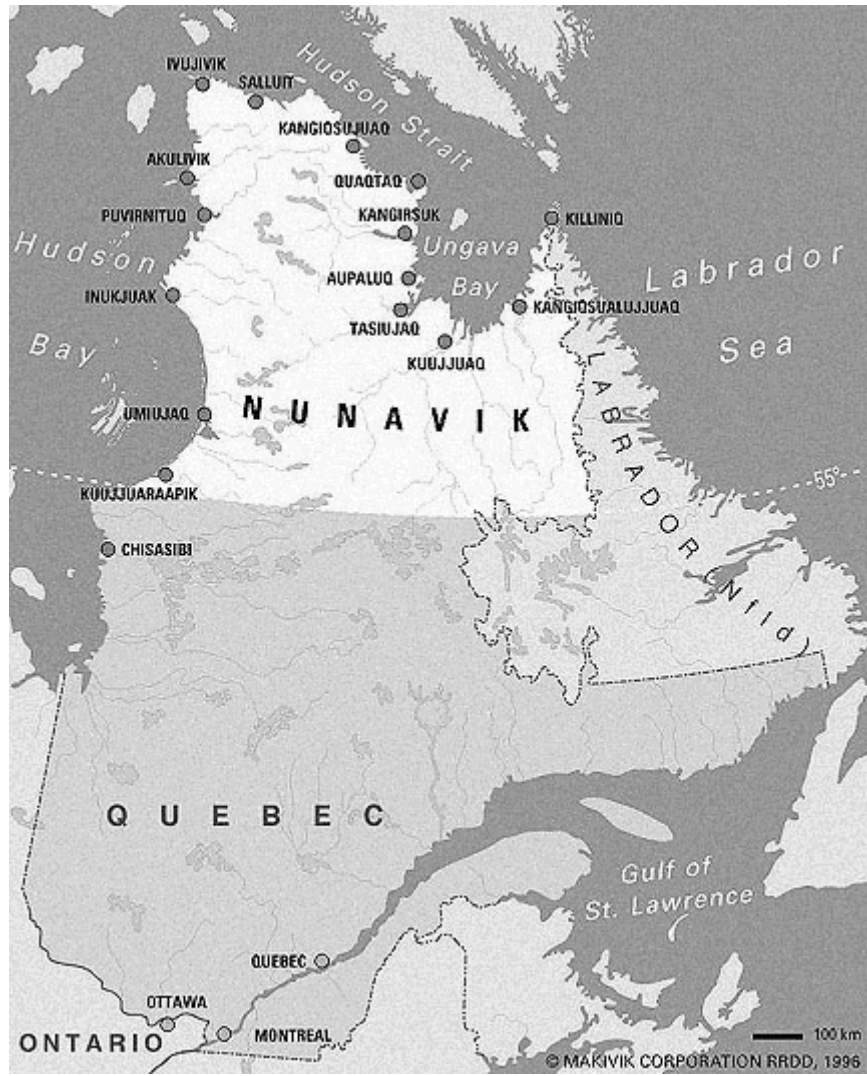 IVUJIVIK
SALLUIT
Hudson Strait
KANGIQSUJUAQ
AKULIVIK
QUAQTAQ
PUVIRNITUQ
KANGIRSUK
KILLINIQ
Hudson
Bay
Ungava
Bay
Labrador
Sea
AUPALUQ
INUKJUAK
KANGIQSUALUJJUAQ
TASIUJAQ
KUUJJUAQ
UMIUJAQ
NUNAVIK
LABRADOR (Nfld)
55°
KUUJJUARAAPIK
CHISASIBI
QUEBEC
Gulf of
St. Lawrence
QUEBEC
OTTAWA
MONTREAL
ONTARIO
100 km
© MAKIVIK CORPORATION RRDD, 1996